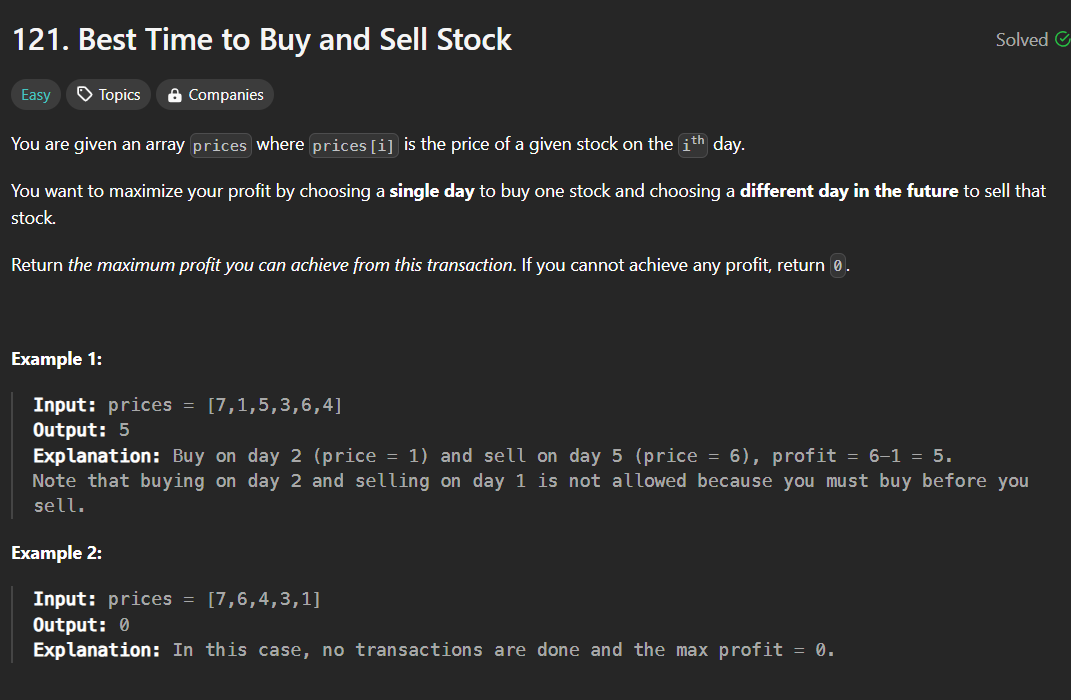 121. Best Time to Buy and Sell Stock
Solved
Easy
Topics
Companies
You are given an array prices where prices[i] is the price of a given stock on the ith day.
You want to maximize your profit by choosing a single day to buy one stock and choosing a different day in the future to sell that
stock.
Return the maximum profit you can achieve from this transaction. If you cannot achieve any profit, return 0.
Example 1:
Input: prices = [7,1,5,3,6,4]
Output: 5
Explanation: Buy on day 2 (price = 1) and sell on day 5 (price = 6), profit = 6-1 = 5.
Note that buying on day 2 and selling on day 1 is not allowed because you must buy before you
sell.
Example 2:
Input: prices = [7,6,4,3,1]
Output: 0
Explanation: In this case, no transactions are done and the max profit = 0.